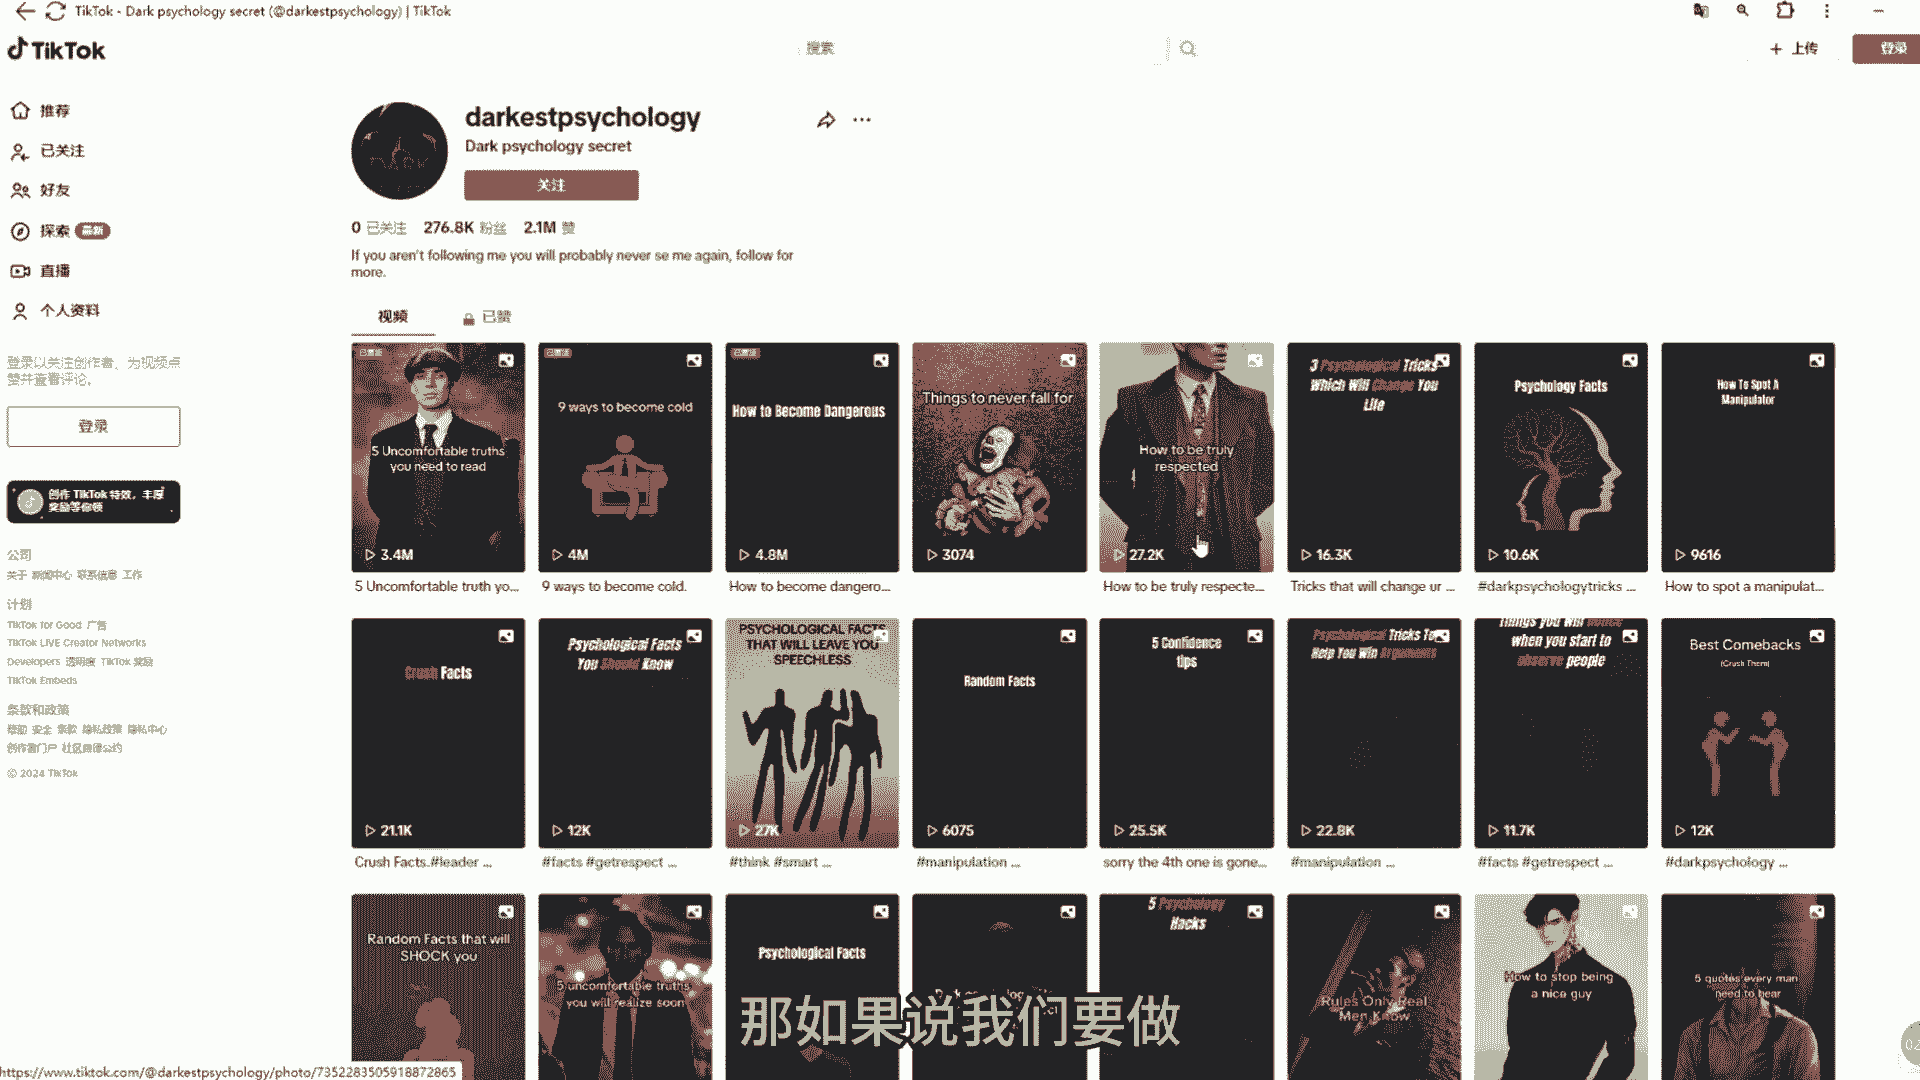 TikTok - Dark psychology secret (@darkestpsychology) | TikTok
TikTok
搜索
上传
登录
推荐
已关注
好友
探索 最新
直播
个人资料
登录以关注创作者、为视频点
赞并查看评论。
登录
创作 TikTok 特效，丰厚
奖励等你领
公司
关于 新闻中心 联系信息 工作
计划
TikTok for Good 广告
TikTok LIVE Creator Networks
Developers 透明度 TikTok 奖励
TikTok Embeds
条款和政策
帮助 安全 条款 隐私政策 隐私中心
创作者门户 社区自律公约
© 2024 TikTok
darkestpsychology
Dark psychology secret
关注
0 已关注 276.8K 粉丝 2.1M 赞
If you aren't following me you will probably never se me again, follow for
more.
视频
已赞
5 Uncomfortable truths
you need to read
3.4M
5 Uncomfortable truth yo...
9 ways to become cold
4M
9 ways to become cold.
How to Become Dangerous
4.8M
How to become dangero...
Things to never fall for
3074
How to be truly
respected
27.2K
How to be truly respecte...
3 Psychological Tricks
Which Will Change You
Life
16.3K
Tricks that will change ur ...
Psychology Facts
10.6K
#darkpsychologytricks ...
How To Spot A
Manipulator
9616
How to spot a manipulat...
Crush Facts
21.1K
Crush Facts.#leader ...
Psychological Facts
You Should Know
12K
#facts #getrespect ...
PSYCHOLOGICAL FACTS
THAT WILL LEAVE YOU
SPEECHLESS
27K
#think #smart ...
Random Facts
6075
#manipulation ...
5 Confidence
tips
25.5K
sorry the 4th one is gone...
Psychological Tricks To
Help You Win Arguments
22.8K
#manipulation ...
Things you will notice
when you start to
observe people
11.7K
#facts #getrespect ...
Best Comebacks
(Crush Them)
12K
#darkpsychology ...
Random Facts that will
SHOCK you
5 uncomfortable truths
you will realize soon
Psychological Facts
5 Psychology
Hacks
Rules Only Real
Men Know
How to stop being
a nice guy
5 quotes every man
need to hear
那如果说我们要做
https://www.tiktok.com/@darkestpsychology/photo/7352283505918872865